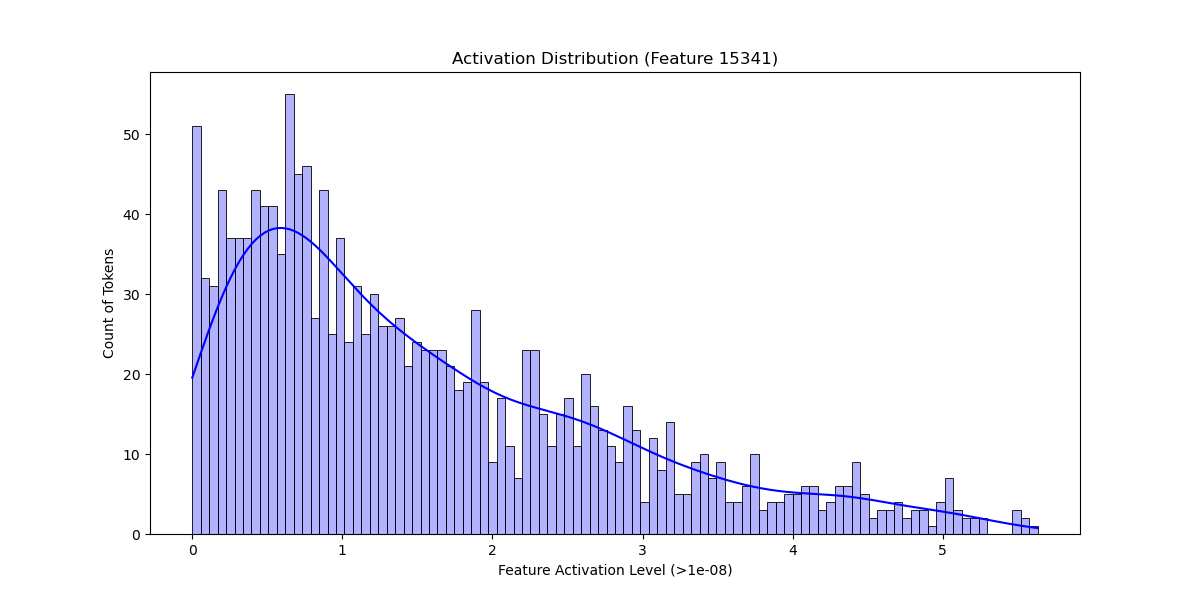 Activation Distribution (Feature 15341)
50
40
30
20
10
0
Count of Tokens
0 1 2 3 4 5
Feature Activation Level (>1e-08)